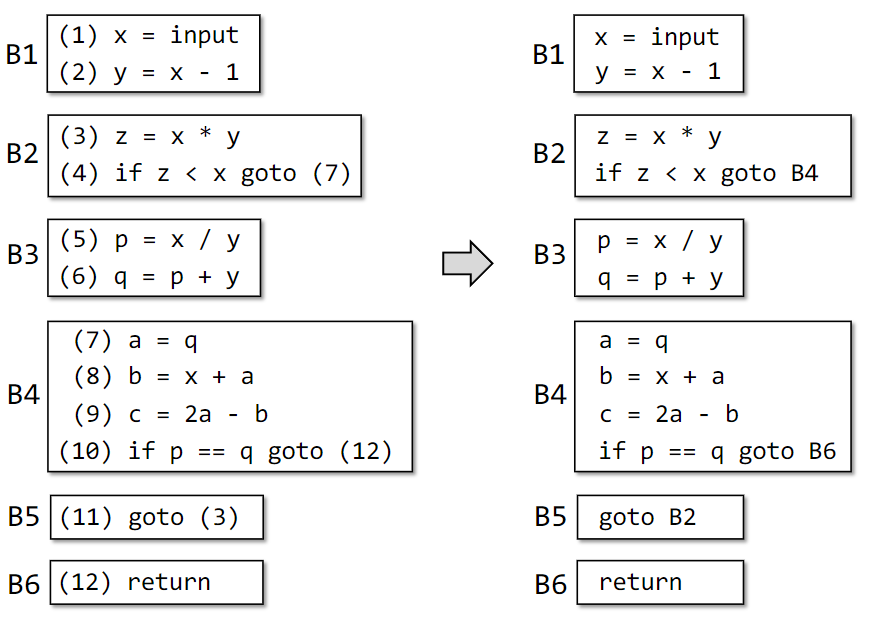 B1
(1) x = input
(2) y = x - 1
B2
(3) z = x * y
(4) if z < x goto (7)
B3
(5) p = x / y
(6) q = p + y
B4
(7) a = q
(8) b = x + a
(9) c = 2a - b
(10) if p == q goto (12)
B5
(11) goto (3)
B6
(12) return
B1
x = input
y = x - 1
B2
z = x * y
if z < x goto B4
B3
p = x / y
q = p + y
B4
a = q
b = x + a
c = 2a - b
if p == q goto B6
B5
goto B2
B6
return